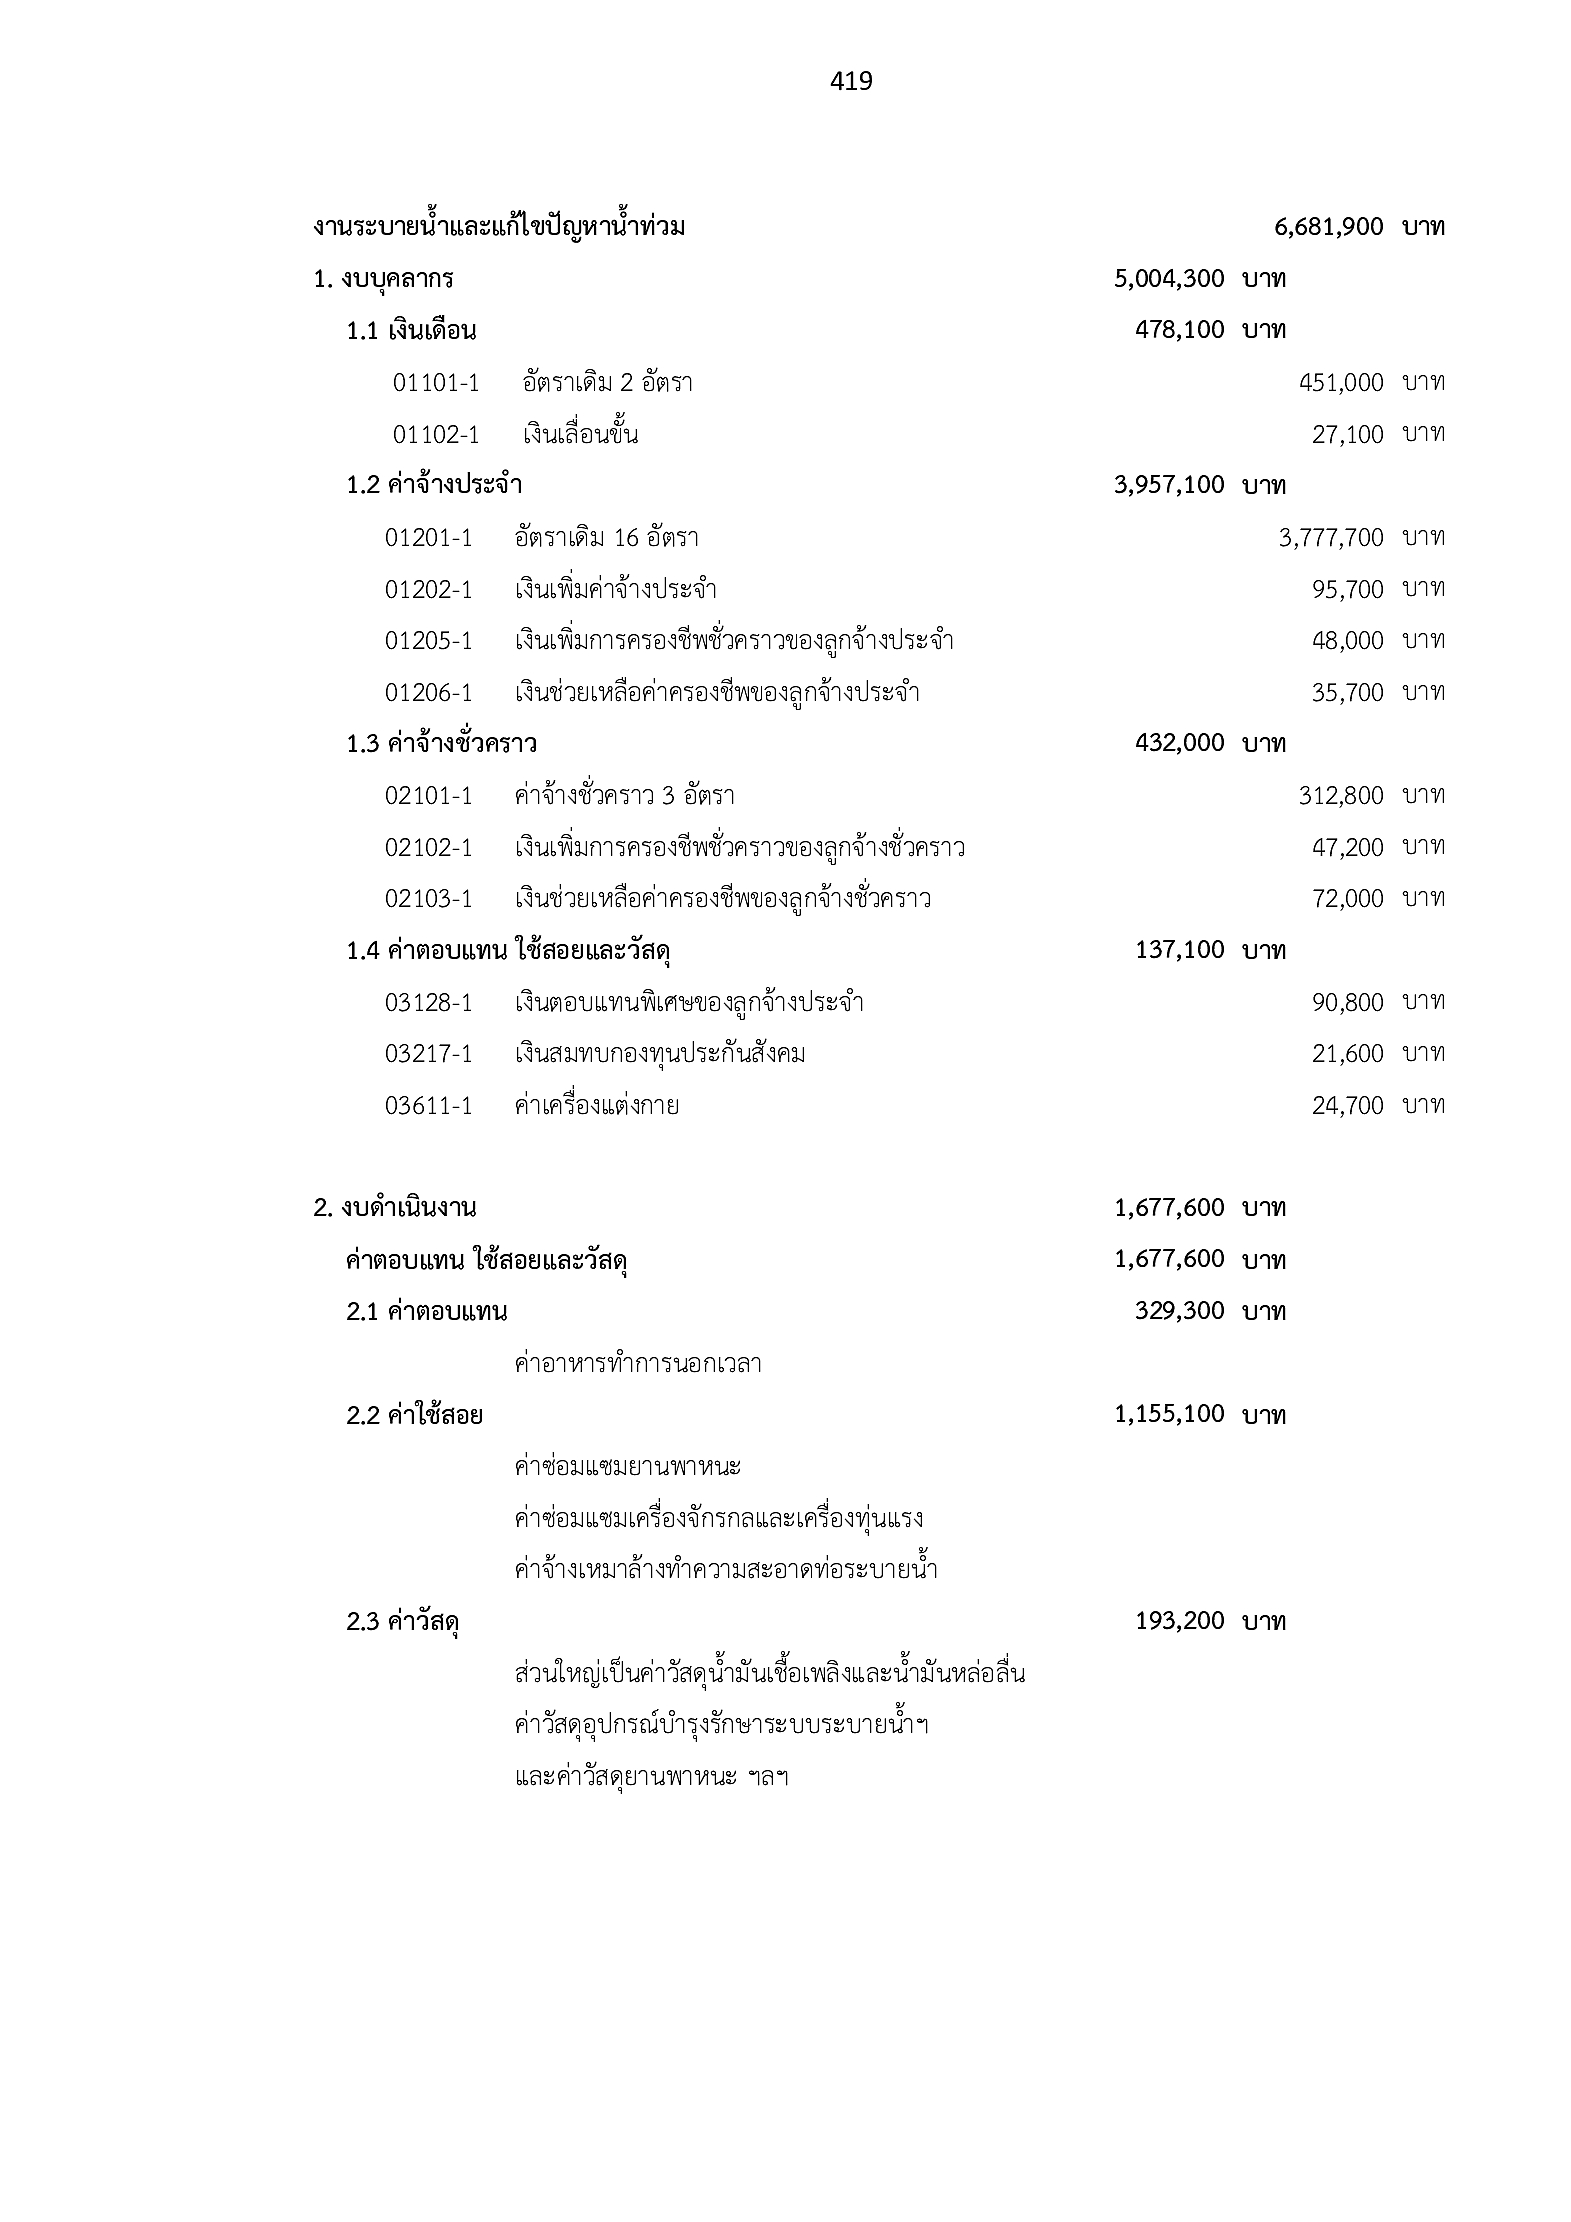 419
งานระบายน้ำและแก้ไขปัญหาน้ำท่วม 6,681,900 บาท
1. งบบุคลากร 5,004,300 บาท
1.1 เงินเดือน 478,100 บาท
01101-1 อัตราเดิม 2 อัตรา 451,000 บาท
01102-1 เงินเลื่อนขั้น 27,100 บาท
1.2 ค่าจ้างประจำ 3,957,100 บาท
01201-1 อัตราเดิม 16 อัตรา 3,777,700 บาท
01202-1 เงินเพิ่มค่าจ้างประจำ 95,700 บาท
01205-1 เงินเพิ่มการครองชีพชั่วคราวของลูกจ้างประจำ 48,000 บาท
01206-1 เงินช่วยเหลือค่าครองชีพของลูกจ้างประจำ 35,700 บาท
1.3 ค่าจ้างชั่วคราว 432,000 บาท
02101-1 ค่าจ้างชั่วคราว 3 อัตรา 312,800 บาท
02102-1 เงินเพิ่มการครองชีพชั่วคราวของลูกจ้างชั่วคราว 47,200 บาท
02103-1 เงินช่วยเหลือค่าครองชีพของลูกจ้างชั่วคราว 72,000 บาท
1.4 ค่าตอบแทน ใช้สอยและวัสดุ 137,100 บาท
03128-1 เงินตอบแทนพิเศษของลูกจ้างประจำ 90,800 บาท
03217-1 เงินสมทบกองทุนประกันสังคม 21,600 บาท
03611-1 ค่าเครื่องแต่งกาย 24,700 บาท
2. งบดำเนินงาน 1,677,600 บาท
ค่าตอบแทน ใช้สอยและวัสดุ 1,677,600 บาท
2.1 ค่าตอบแทน 329,300 บาท
ค่าอาหารทำการนอกเวลา
2.2 ค่าใช้สอย 1,155,100 บาท
ค่าซ่อมแซมยานพาหนะ
ค่าซ่อมแซมเครื่องจักรกลและเครื่องทุ่นแรง
ค่าจ้างเหมาล้างทำความสะอาดท่อระบายน้ำ
2.3 ค่าวัสดุ 193,200 บาท
ส่วนใหญ่เป็นค่าวัสดุน้ำมันเชื้อเพลิงและน้ำมันหล่อลื่น
ค่าวัสดุอุปกรณ์บำรุงรักษาระบบระบายน้ำฯ
และค่าวัสดุยานพาหนะ ฯลฯ